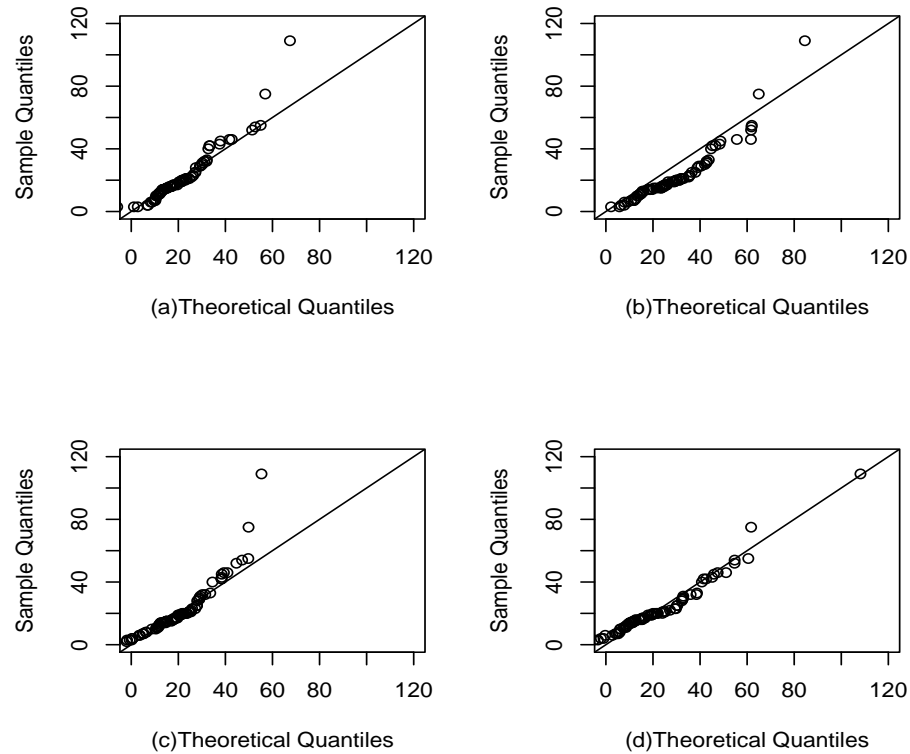 120
80
40
0
Sample Quantiles
0 20 40 60 80 120
(a)Theoretical Quantiles
120
80
40
0
Sample Quantiles
0 20 40 60 80 120
(b)Theoretical Quantiles
120
80
40
0
Sample Quantiles
0 20 40 60 80 120
(c)Theoretical Quantiles
120
80
40
0
Sample Quantiles
0 20 40 60 80 120
(d)Theoretical Quantiles